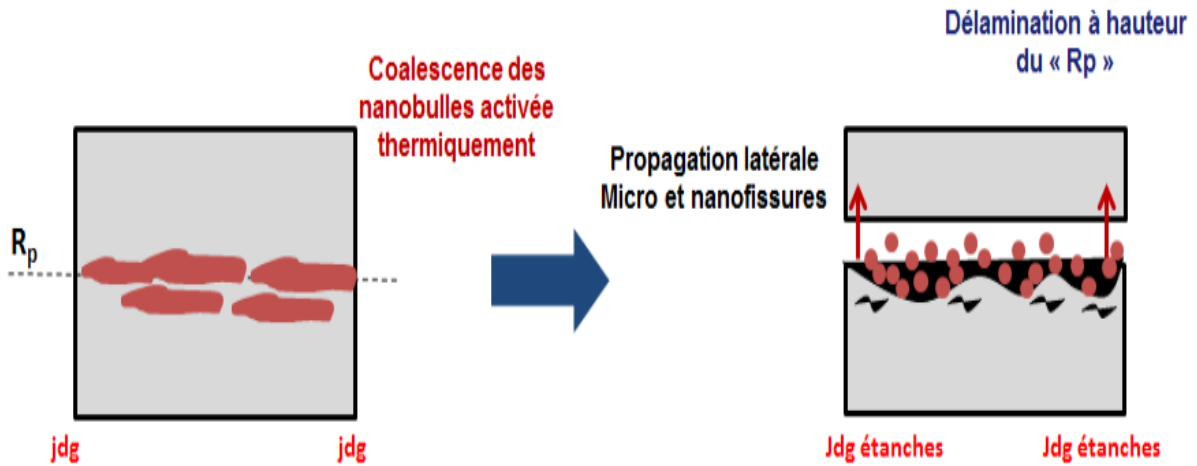 Délamination à hauteur
du « Rp »
Coalescence des
nanobulles activée
thermiquement
Propagation latérale
Micro et nanofissures
Rp
jdg
jdg
Jdg étanches
Jdg étanches